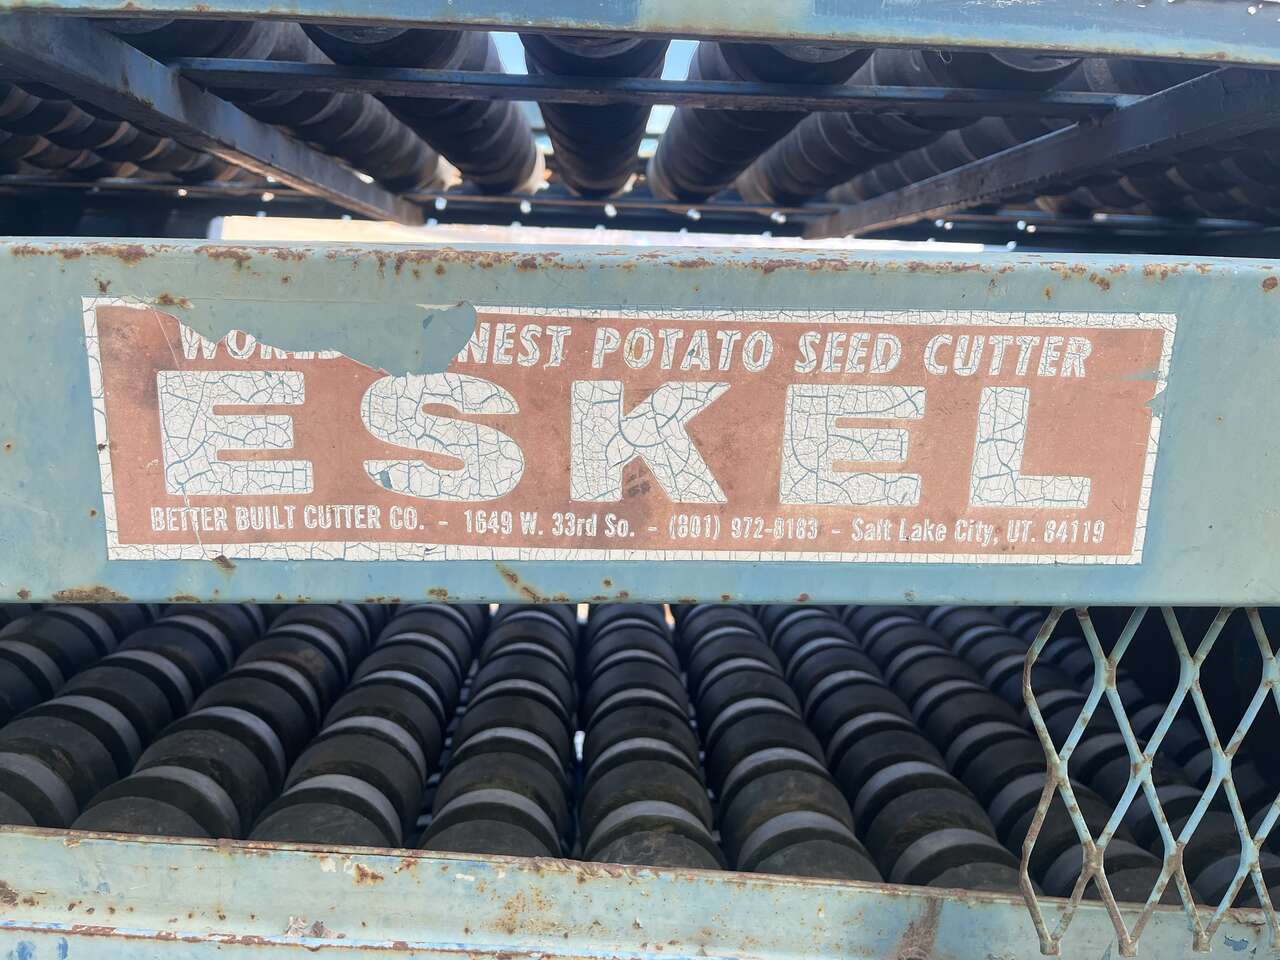 NEST POTATO SEED CUTTER
ESKEL
BETTER BUILT CUTTER CO. - 1649 W. 33rd So. - (801) 972-8183 - Salt Lake City, UT. 84119